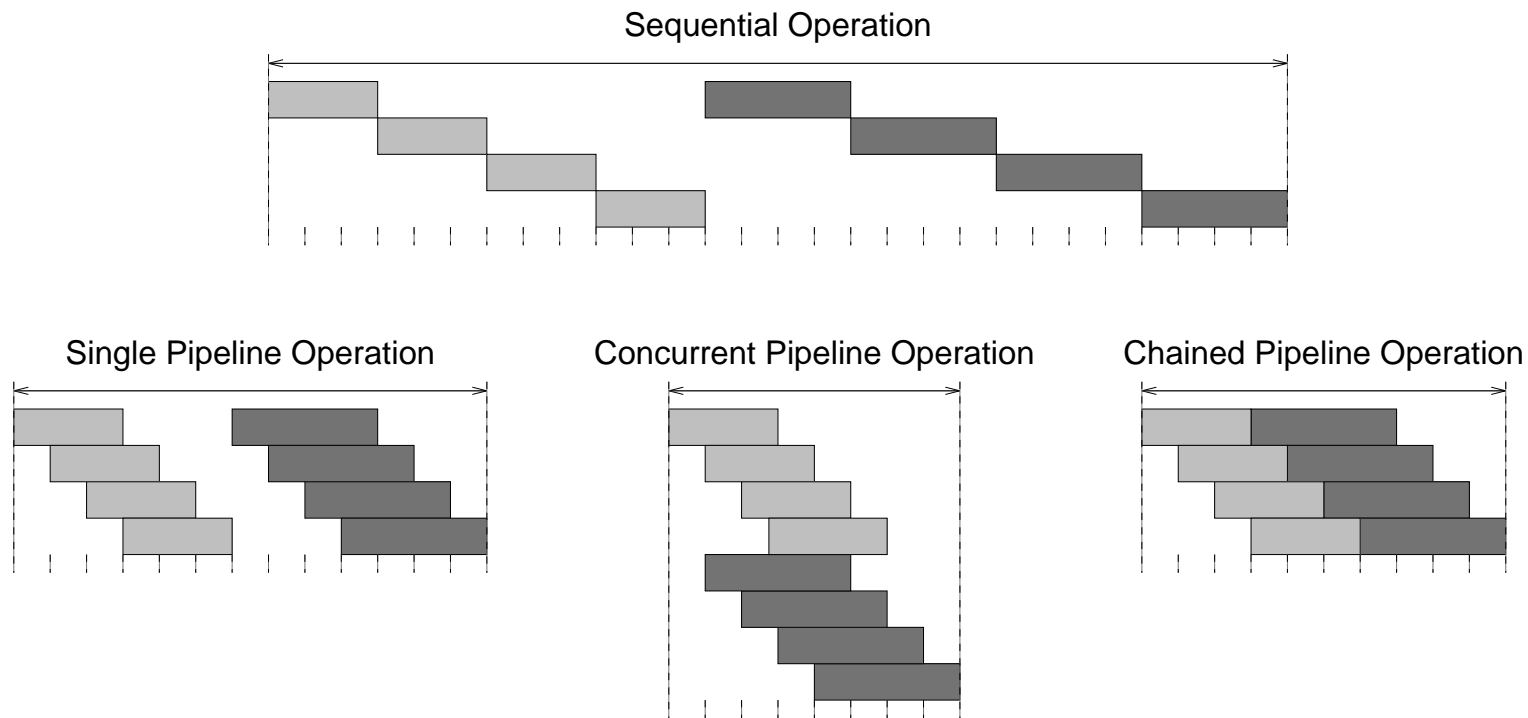 Sequential Operation
Single Pipeline Operation
Concurrent Pipeline Operation
Chained Pipeline Operation